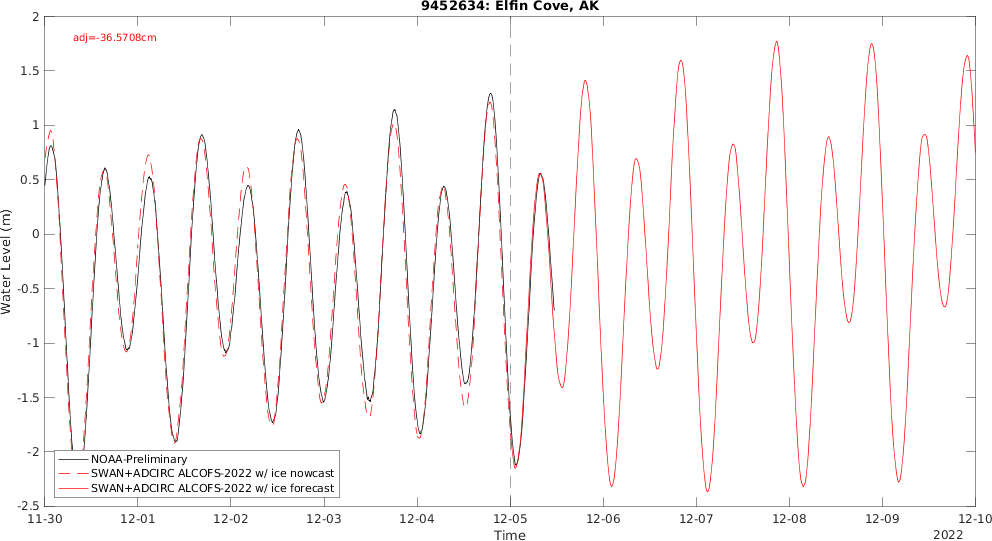 9452634: Elfin Cove, AK
adj=-36.5708cm
2
1.5
1
0.5
0
-0.5
-1
-1.5
-2
-2.5
Water Level (m)
NOAA-Preliminary
SWAN+ADCIRC ALCOFS-2022 w/ ice nowcast
SWAN+ADCIRC ALCOFS-2022 w/ ice forecast
11-30 12-01 12-02 12-03 12-04 12-05 12-06 12-07 12-08 12-09 12-10
Time
2022